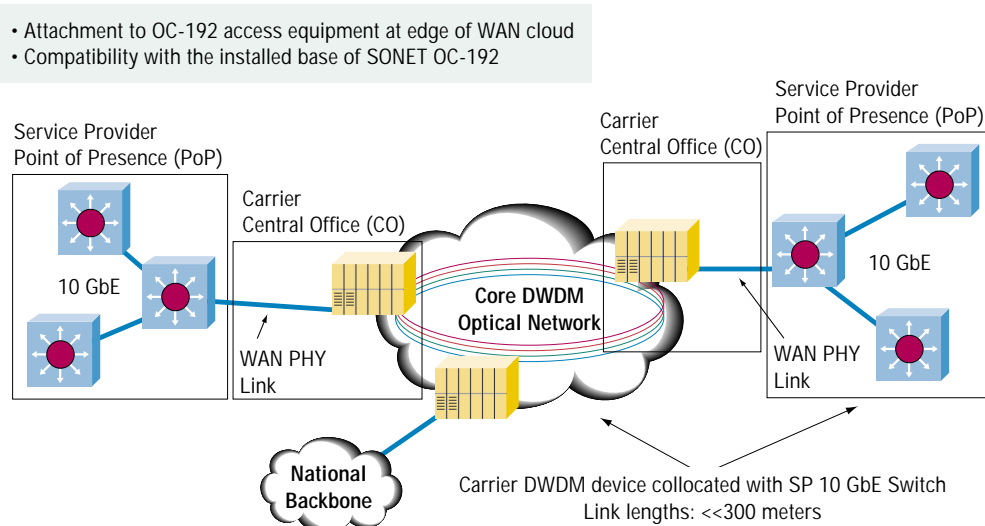 • Attachment to OC-192 access equipment at edge of WAN cloud
• Compatibility with the installed base of SONET OC-192
Service Provider
Point of Presence (PoP)
Carrier
Central Office (CO)
10 GbE
WAN PHY
Link
Core DWDM
Optical Network
National
Backbone
Carrier
Central Office (CO)
Service Provider
Point of Presence (PoP)
10 GbE
WAN PHY
Link
Carrier DWDM device collocated with SP 10 GbE Switch
Link lengths: <<300 meters